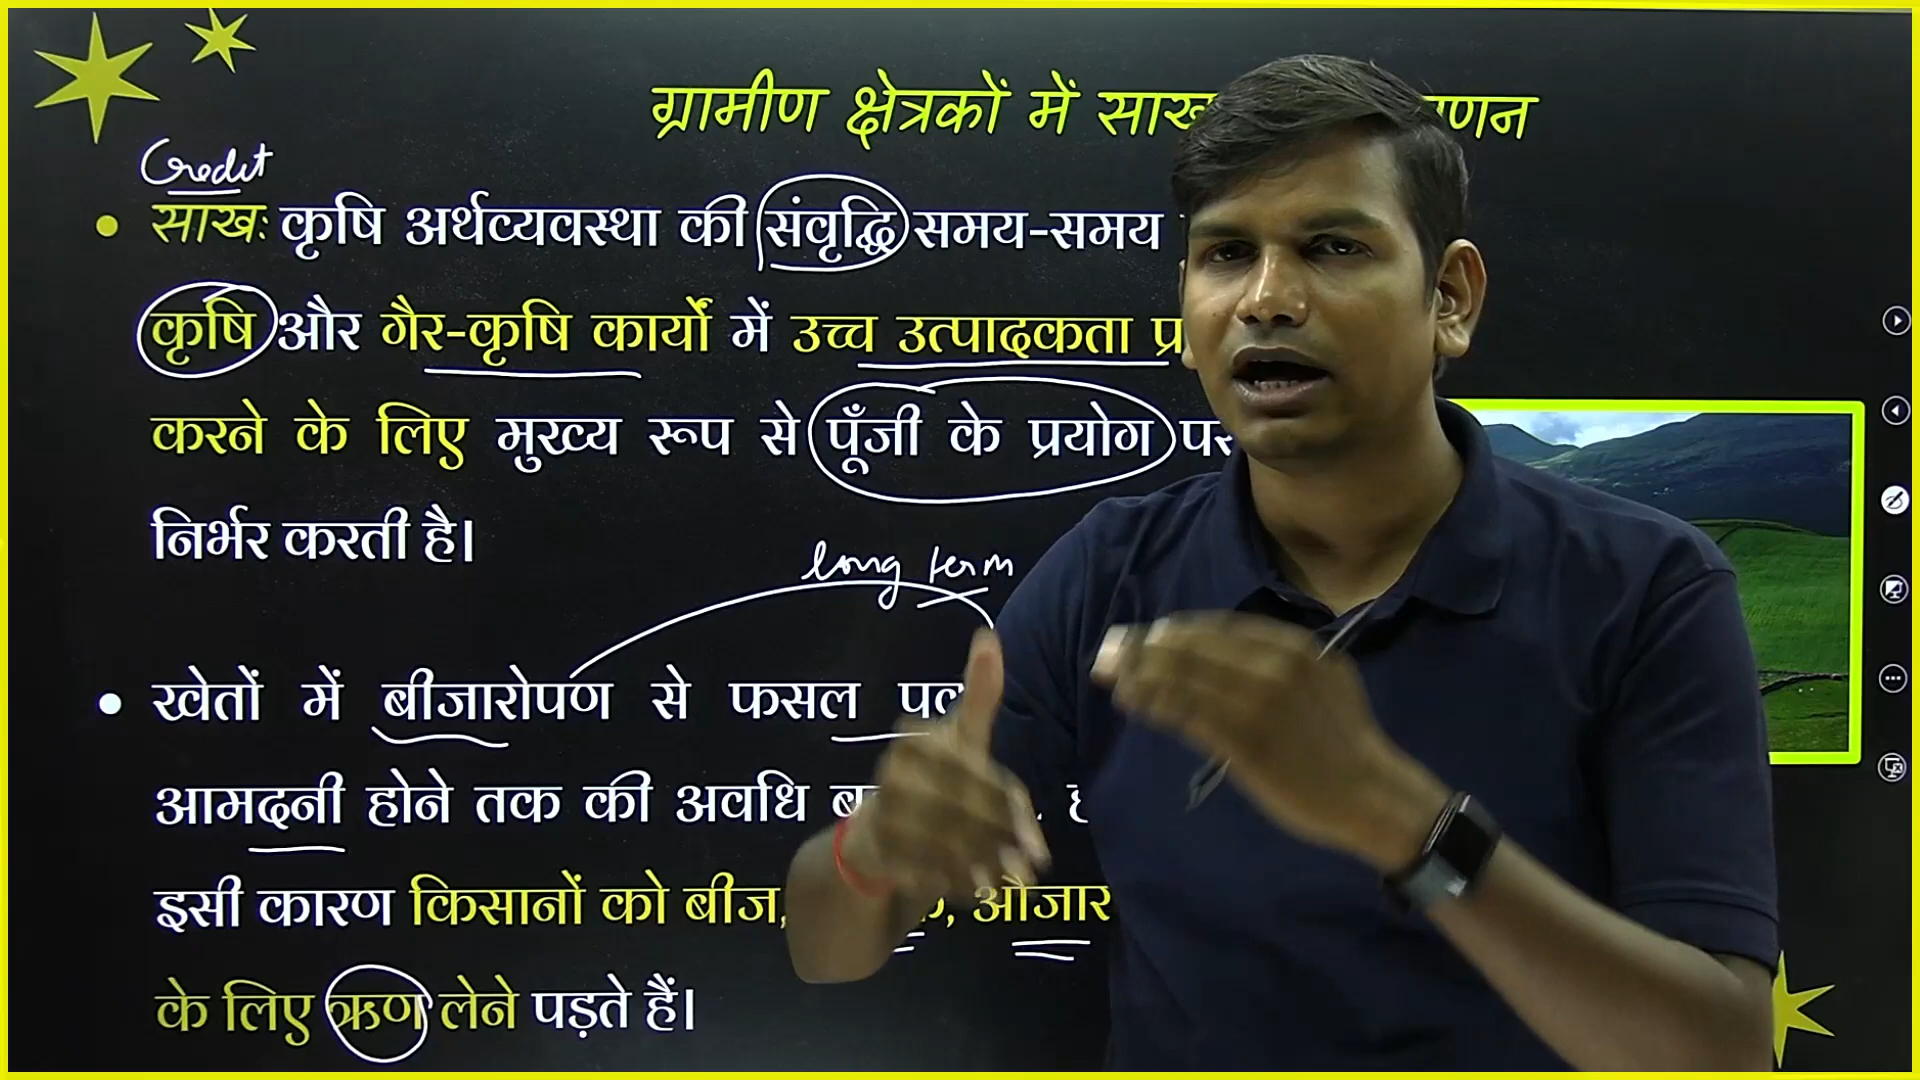 ग्रामीण क्षेत्रकों में साख
Credit
• साखः कृषि अर्थव्यवस्था की संवृद्धि समय-समय
कृषि और गैर-कृषि कार्यों में उच्च उत्पादकता
करने के लिए मुख्य रूप से पूँजी के प्रयोग पर
निर्भर करती है।
long term
• खेतों में बीजारोपण से फसल
आमदनी होने तक की अवधि
इसी कारण किसानों को बीज, औजार
के लिए ऋण लेने पड़ते हैं।